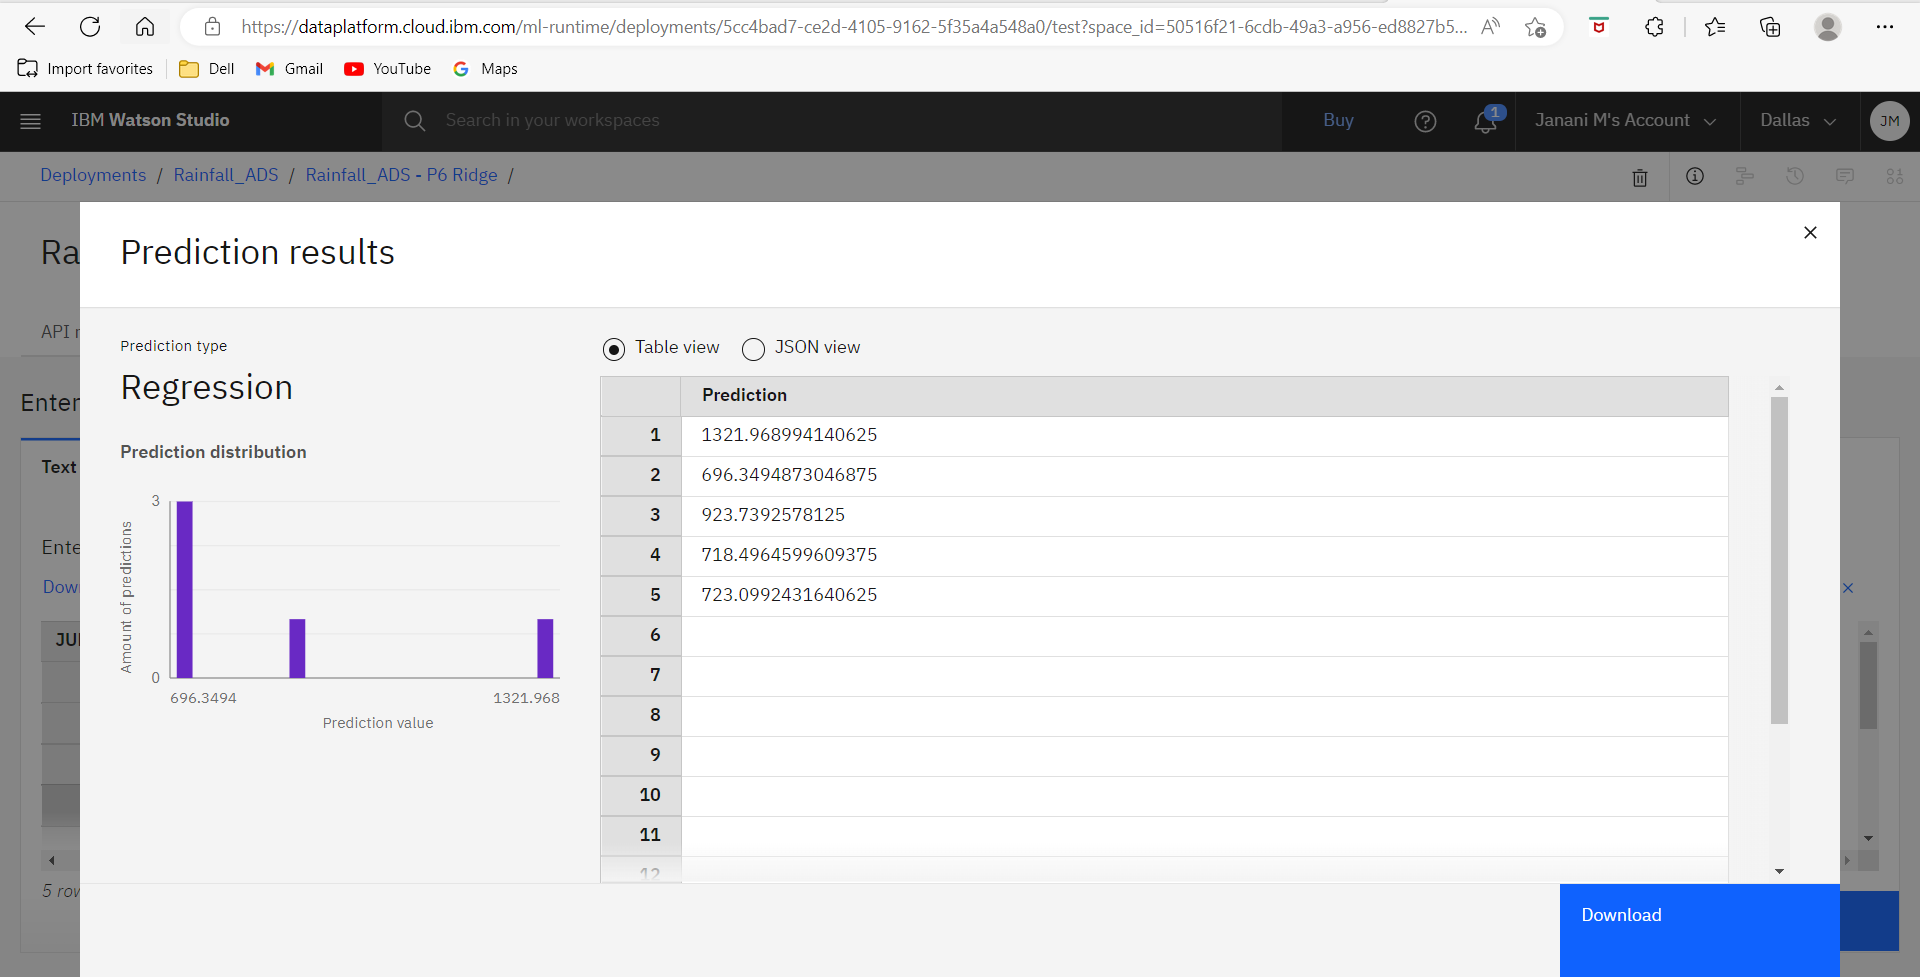 https://dataplatform.cloud.ibm.com/ml-runtime/deployments/5cc4bad7-ce2d-4105-9162-5f35a4a548a0/test?space_id=50516f21-6cdb-49a3-a956-ed8827b5...
Import favorites Dell Gmail YouTube Maps
IBM Watson Studio Search in your workspaces Buy 1 Janani M's Account Dallas JM
Deployments / Rainfall_ADS / Rainfall_ADS - P6 Ridge /
Ra
Prediction results
API r
Prediction type
Table view JSON view
Regression
Enter
Prediction
1 1321.968994140625
Prediction distribution
Text
2 696.3494873046875
3
3 923.7392578125
Ente
4 718.4964599609375
Dow
5 723.0992431640625
Amount of predictions
JU
6
0
7
696.3494 1321.968
8
Prediction value
9
10
11
12
5 rov
Download